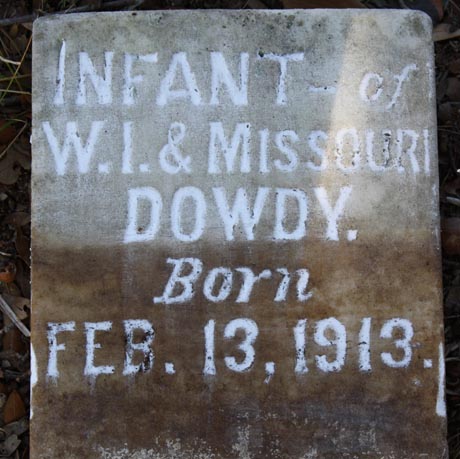 INFANT - of
W. I. & MISSOURI
DOWDY.
Born
FEB. 13, 1913.